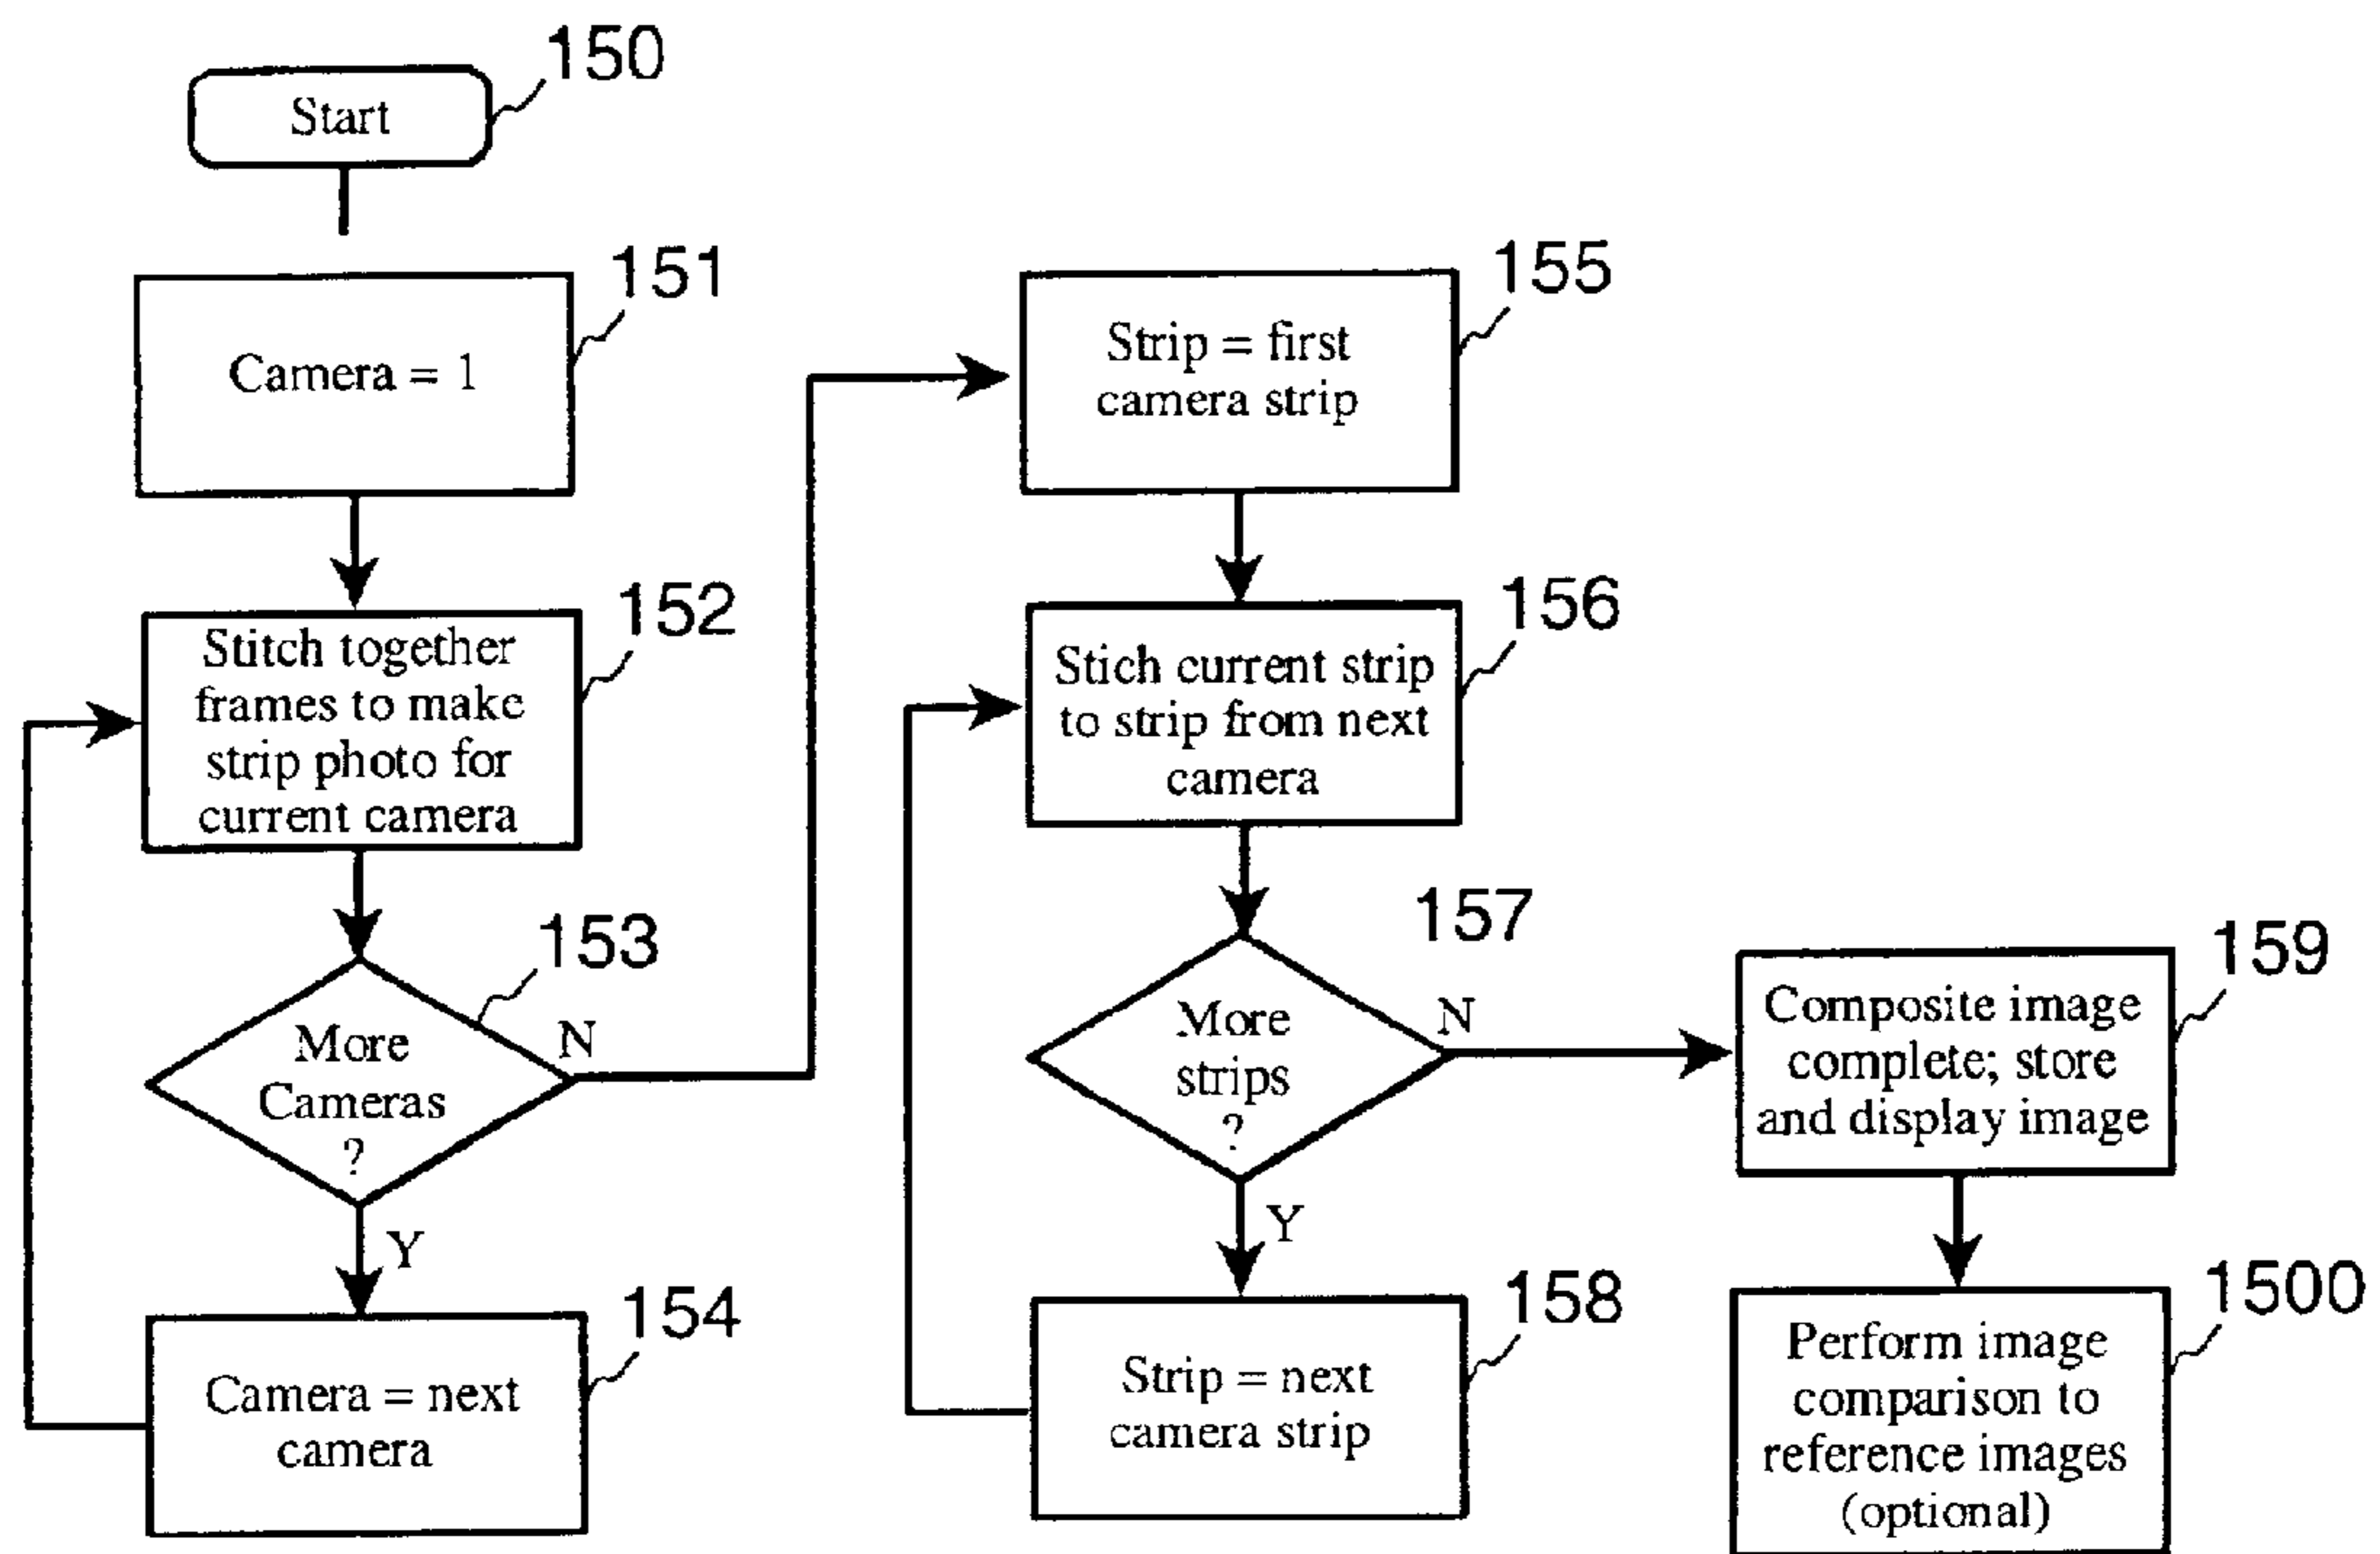 150
Start
151
Camera = 1
152
Stitch together
frames to make
strip photo for
current camera
153
More
Cameras
?
N
Y
154
Camera = next
camera
155
Strip = first
camera strip
156
Stich current strip
to strip from next
camera
157
More
strips
?
N
Y
158
Strip = next
camera strip
159
Composite image
complete; store
and display image
1500
Perform image
comparison to
reference images
(optional)